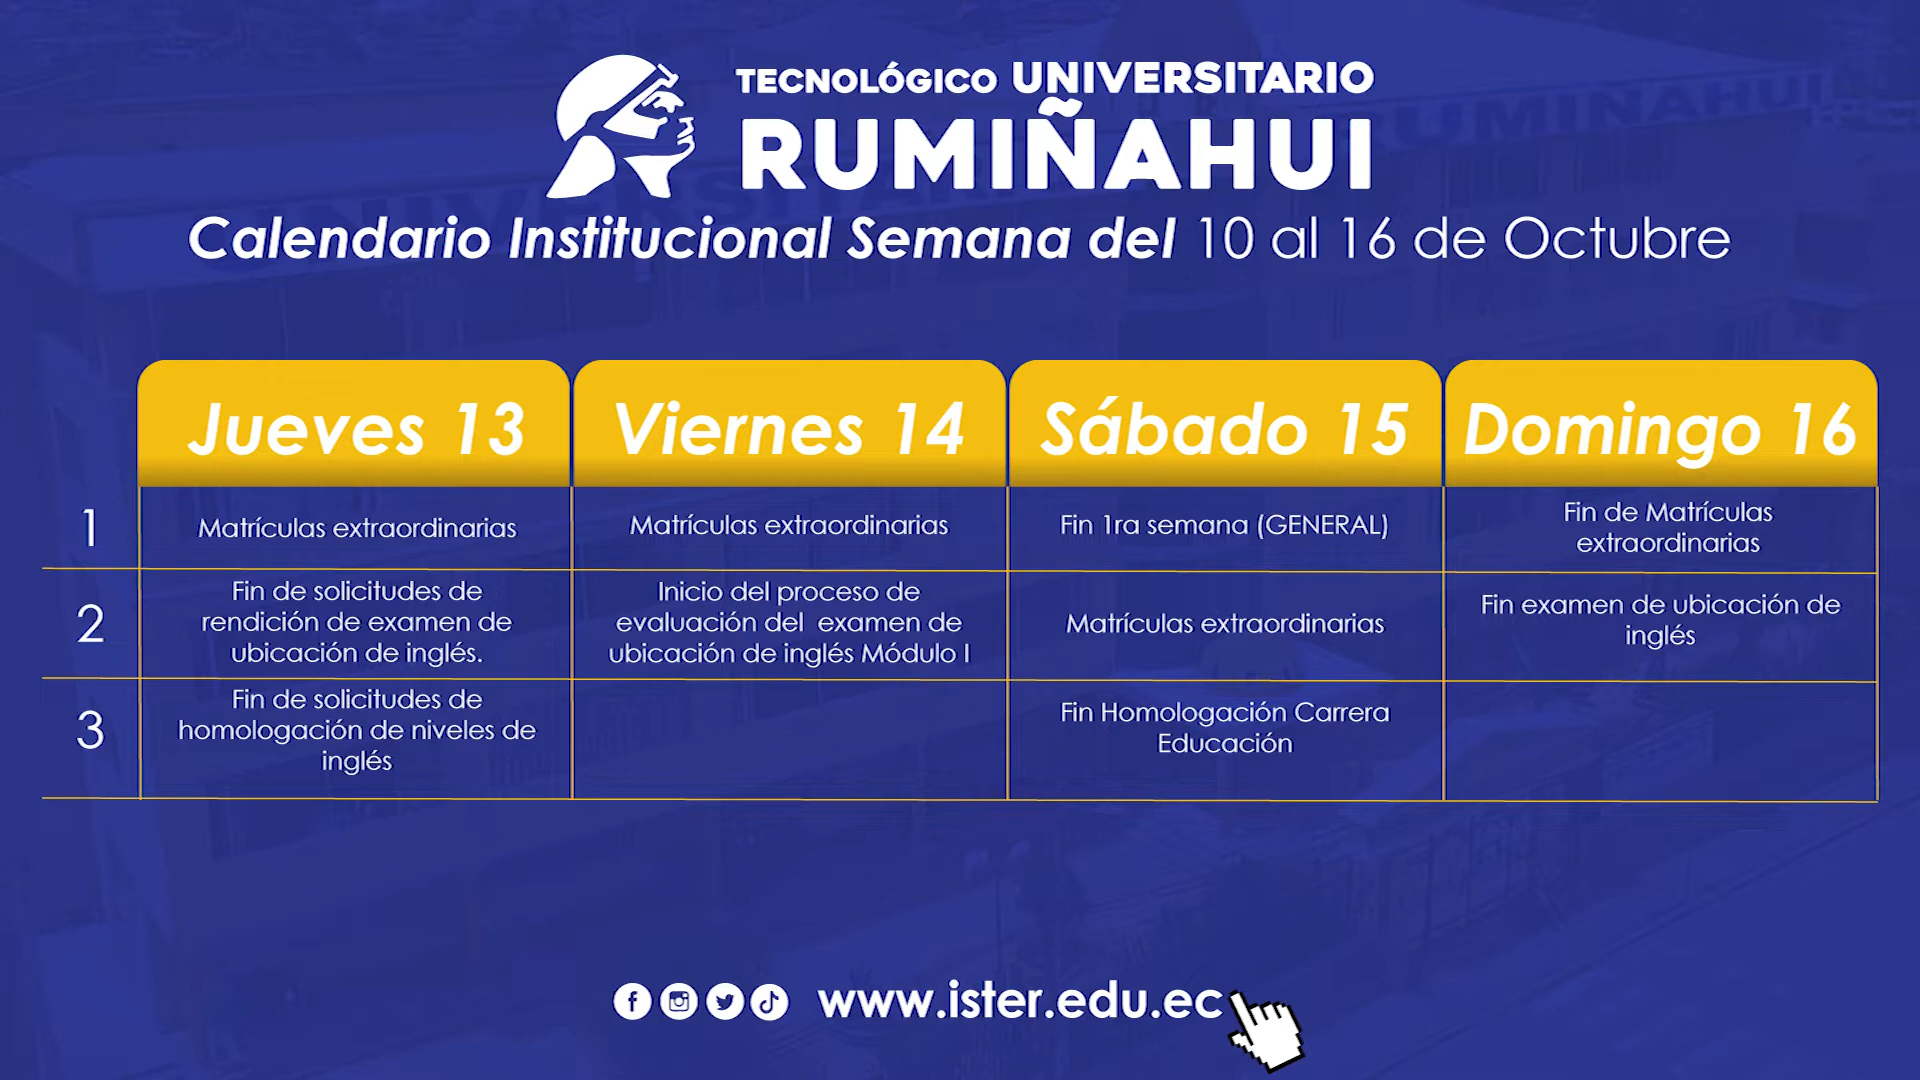 TECNOLÓGICO UNIVERSITARIO
RUMIÑAHUI
Calendario Institucional Semana del 10 al 16 de Octubre
Jueves 13
Viernes 14
Sábado 15
Domingo 16
1
Matrículas extraordinarias
Matrículas extraordinarias
Fin 1ra semana (GENERAL)
Fin de Matrículas
extraordinarias
2
Fin de solicitudes de
rendición de examen de
ubicación de inglés.
Inicio del proceso de
evaluación del  examen de
ubicación de inglés Módulo I
Matrículas extraordinarias
Fin examen de ubicación de
inglés
3
Fin de solicitudes de
homologación de niveles de
inglés
Fin Homologación Carrera
Educación
www.ister.edu.ec